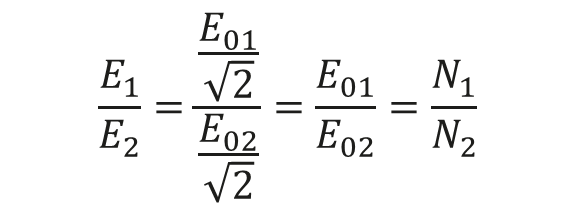 E₁/E₂ = (E₀₁/√2)/(E₀₂/√2) = E₀₁/E₀₂ = N₁/N₂